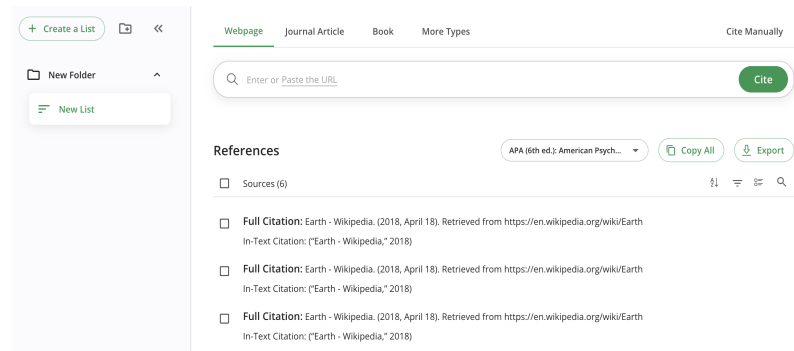 + Create a List
Webpage Journal Article Book More Types Cite Manually
New Folder
New List
Enter or Paste the URL
Cite
References
APA (6th ed.): American Psych...
Copy All
Export
Sources (6)
Full Citation: Earth - Wikipedia. (2018, April 18). Retrieved from https://en.wikipedia.org/wiki/Earth
In-Text Citation: (“Earth - Wikipedia,” 2018)
Full Citation: Earth - Wikipedia. (2018, April 18). Retrieved from https://en.wikipedia.org/wiki/Earth
In-Text Citation: (“Earth - Wikipedia,” 2018)
Full Citation: Earth - Wikipedia. (2018, April 18). Retrieved from https://en.wikipedia.org/wiki/Earth
In-Text Citation: (“Earth - Wikipedia,” 2018)